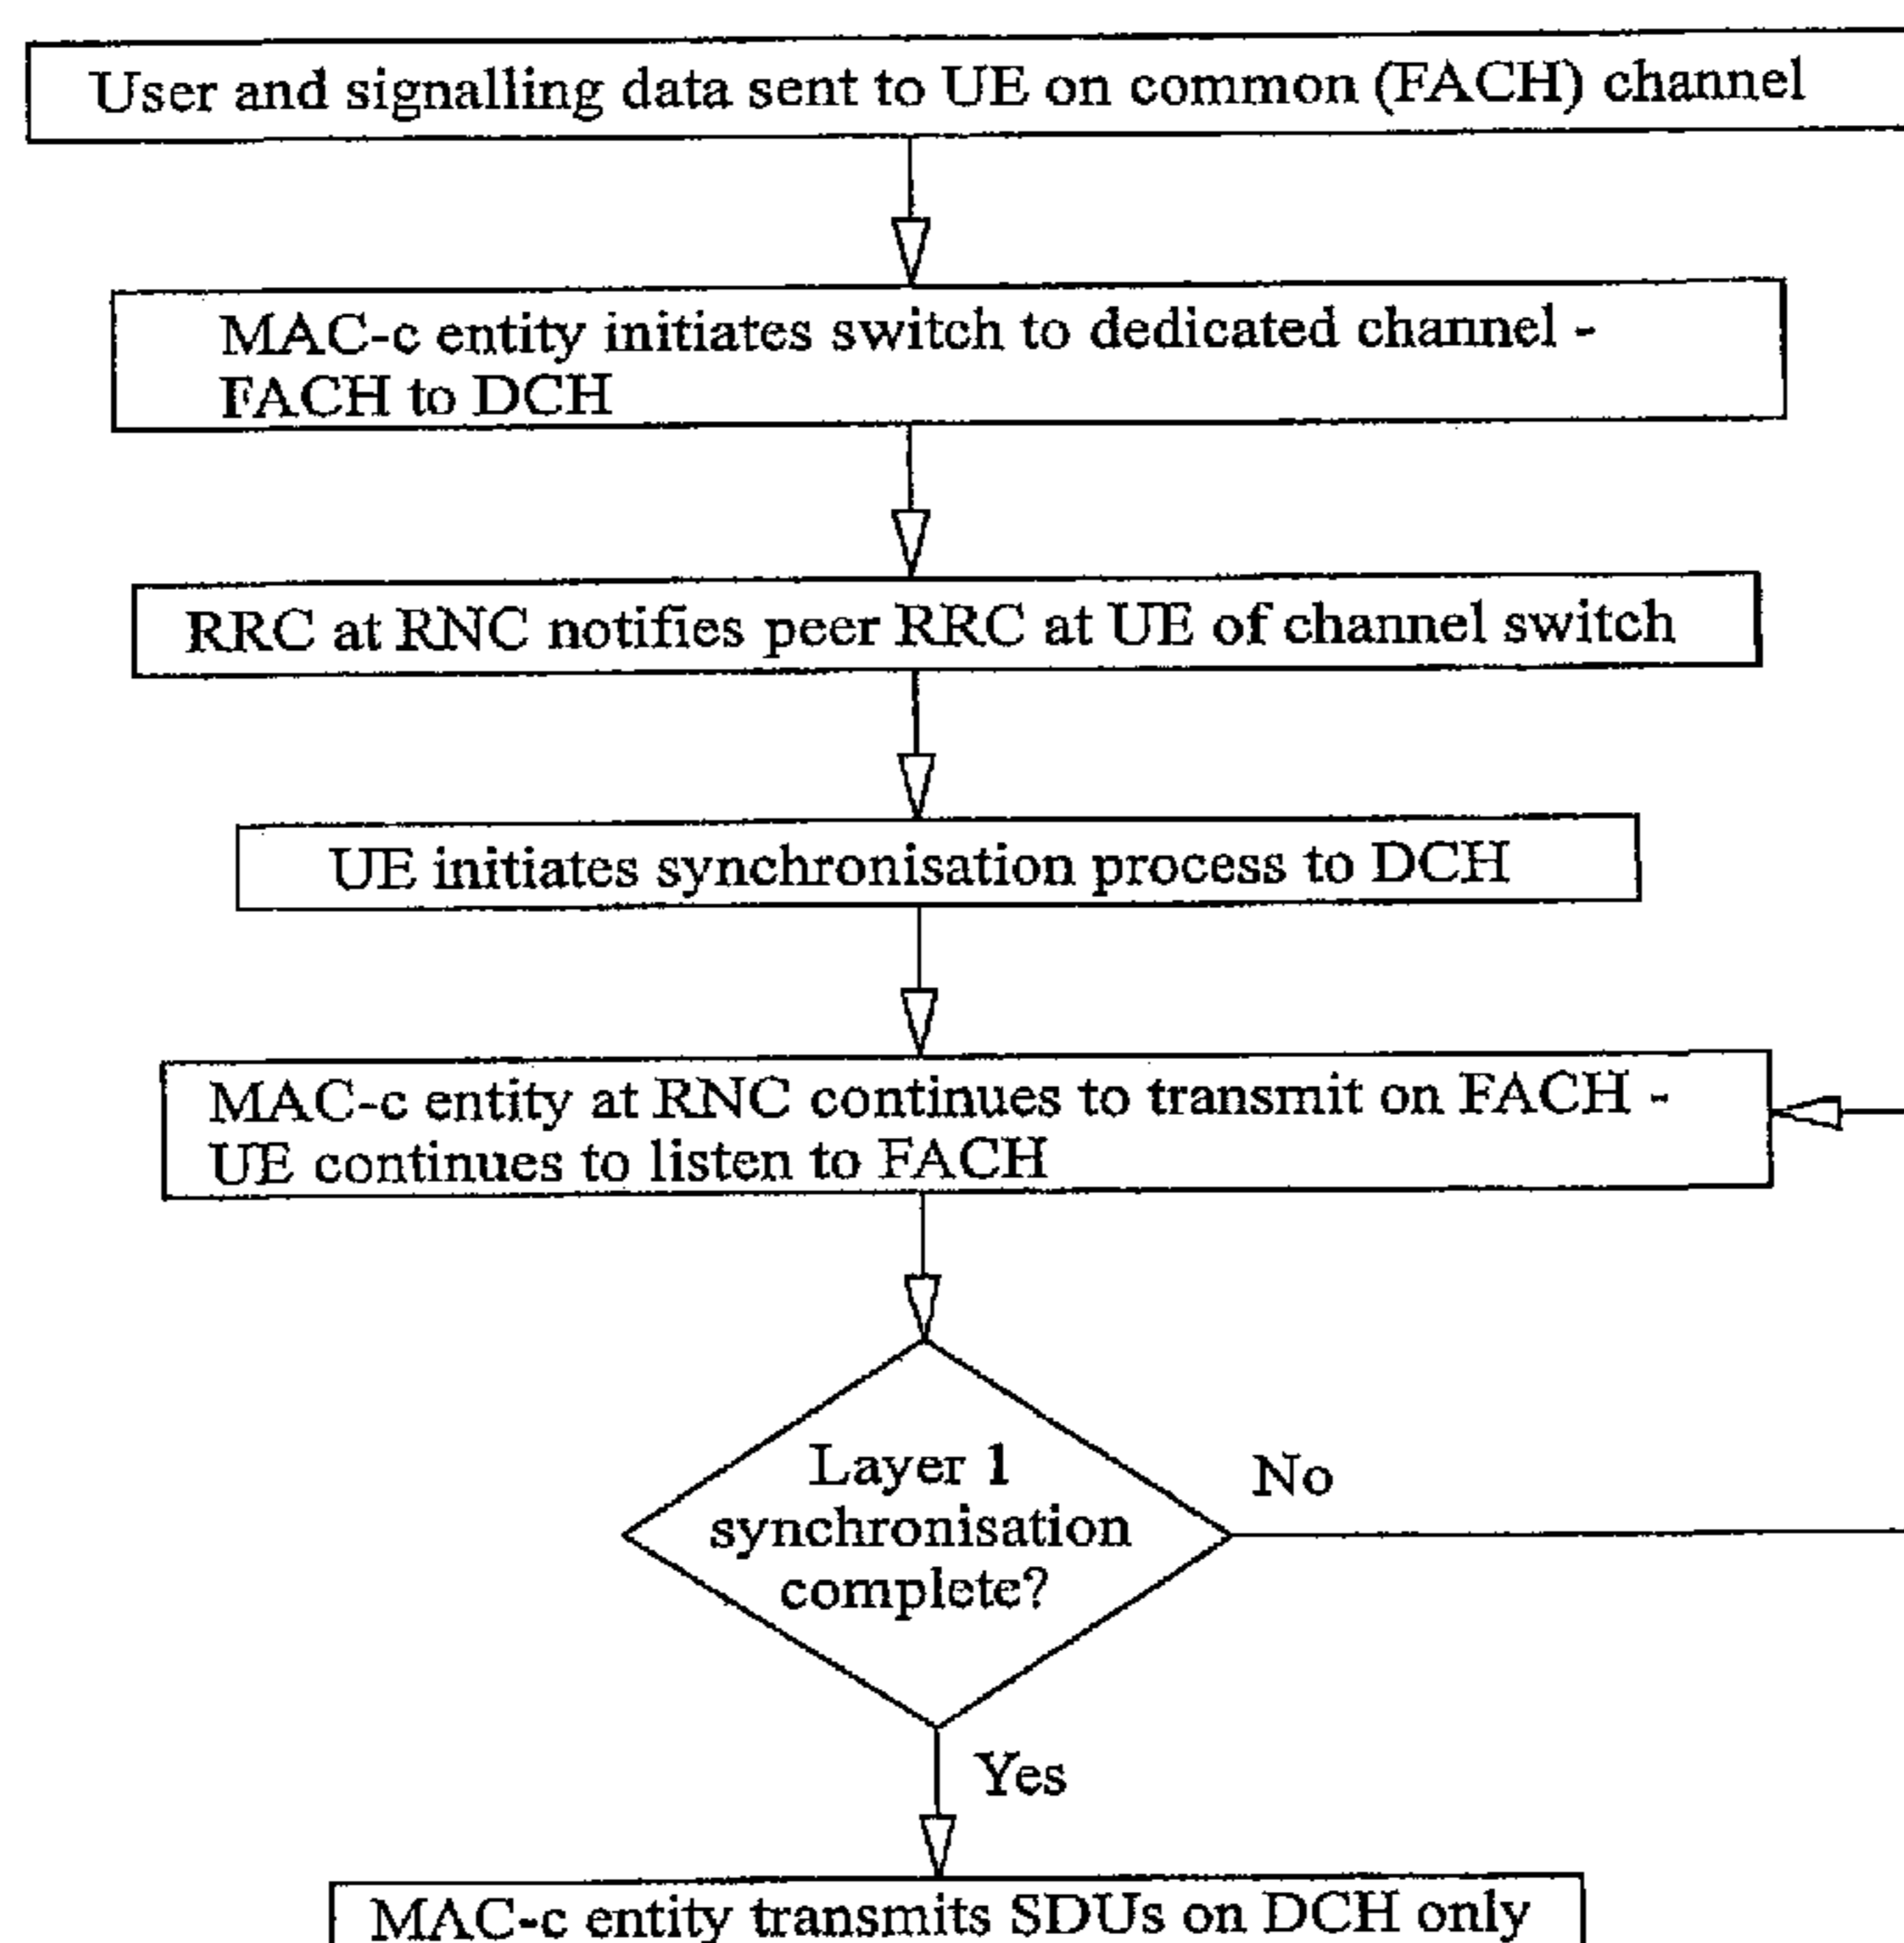 User and signalling data sent to UE on common (FACH) channel
MAC-c entity initiates switch to dedicated channel -
FACH to DCH
RRC at RNC notifies peer RRC at UE of channel switch
UE initiates synchronisation process to DCH
MAC-c entity at RNC continues to transmit on FACH -
UE continues to listen to FACH
Layer 1
synchronisation
complete?
No
Yes
MAC-c entity transmits SDUs on DCH only